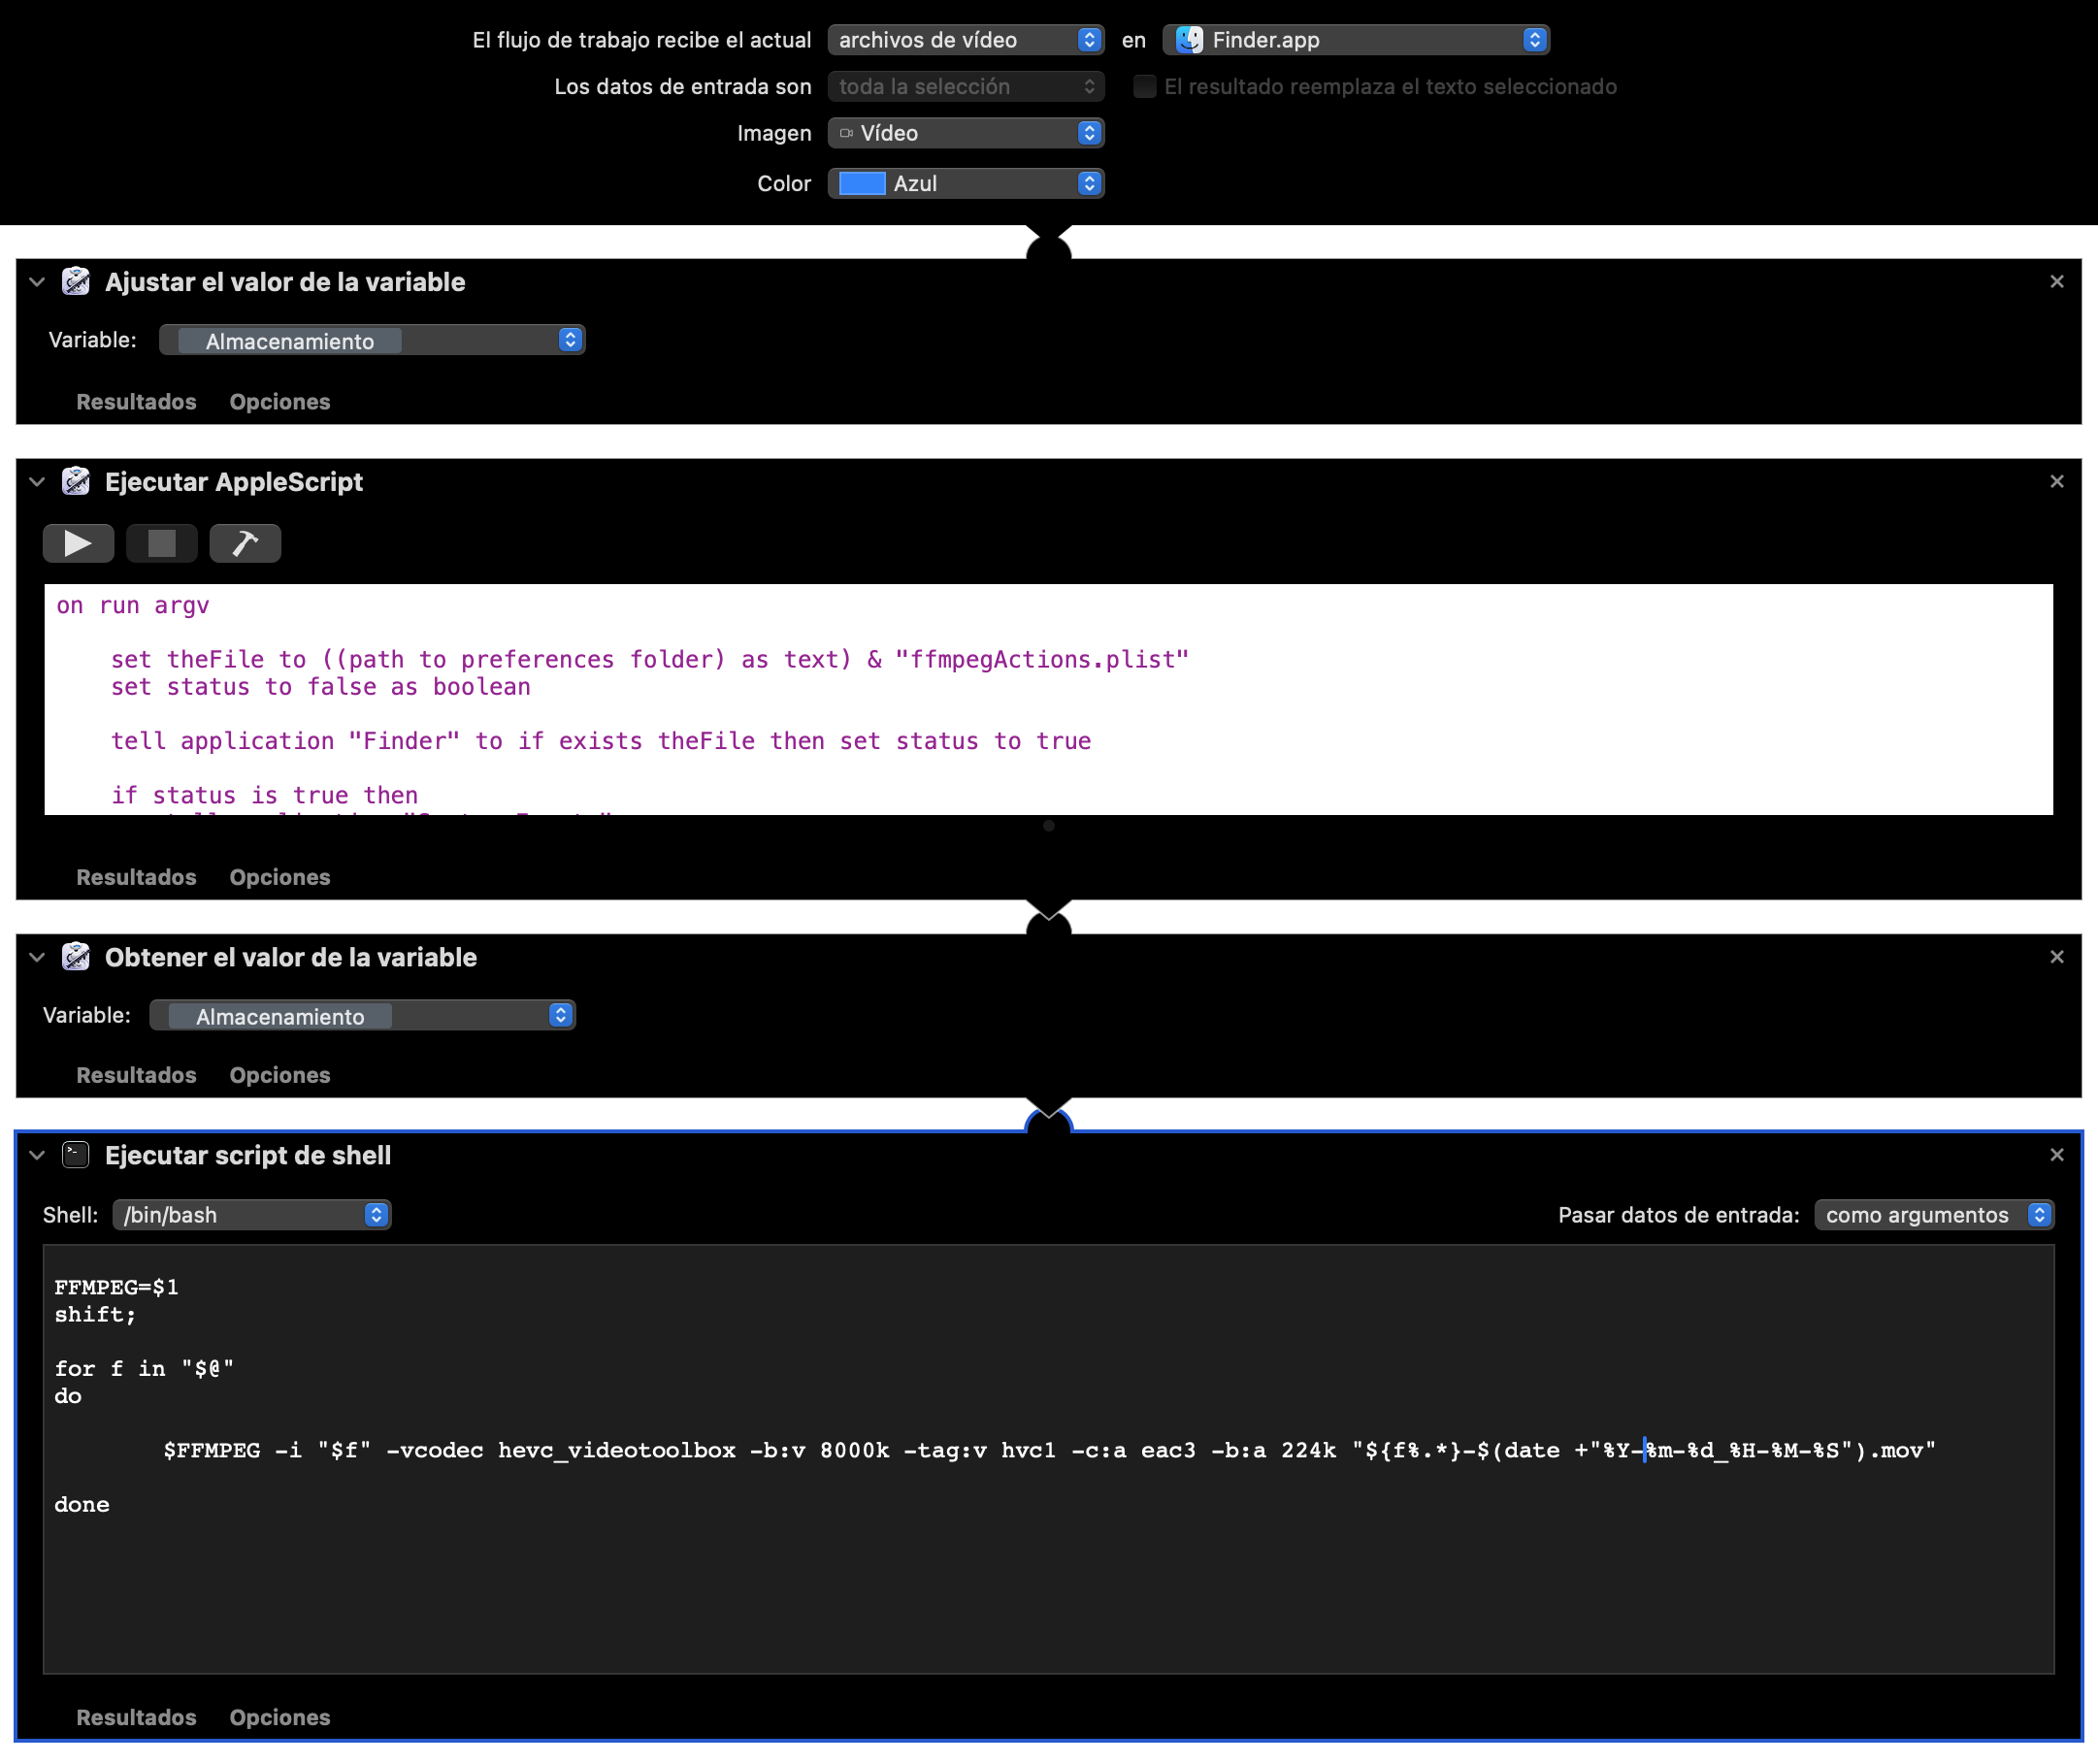 El flujo de trabajo recibe el actual archivos de vídeo en Finder.app
Los datos de entrada son toda la selección El resultado reemplaza el texto seleccionado
Imagen Vídeo
Color Azul
Ajustar el valor de la variable
Variable: Almacenamiento
Resultados Opciones
Ejecutar AppleScript
on run argv
set theFile to ((path to preferences folder) as text) & "ffmpegActions.plist"
set status to false as boolean
tell application "Finder" to if exists theFile then set status to true
if status is true then
Resultados Opciones
Obtener el valor de la variable
Variable: Almacenamiento
Resultados Opciones
Ejecutar script de shell
Shell: /bin/bash Pasar datos de entrada: como argumentos
FFMPEG=$1
shift;
for f in "$@"
do
$FFMPEG -i "$f" -vcodec hevc_videotoolbox -b:v 8000k -tag:v hvc1 -c:a eac3 -b:a 224k "${f%.*}-$(date +"%Y-%m-%d_%H-%M-%S").mov"
done
Resultados Opciones